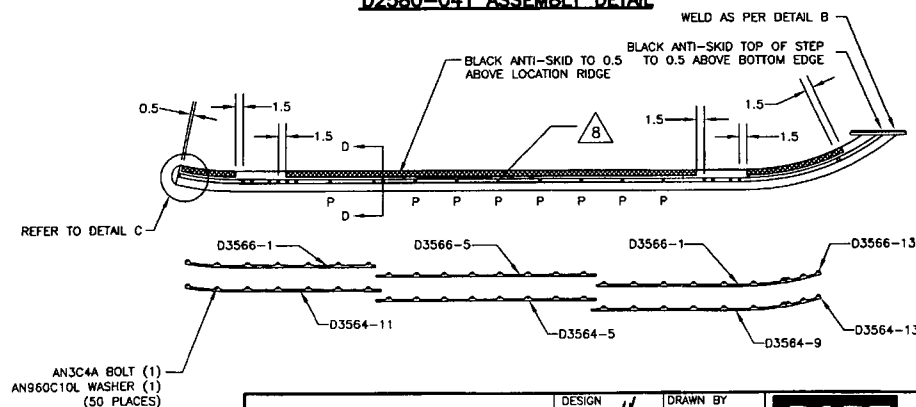 D2580-041 ASSEMBLY DETAIL
WELD AS PER DETAIL B
BLACK ANTI-SKID TO 0.5
ABOVE LOCATION RIDGE
BLACK ANTI-SKID TOP OF STEP
TO 0.5 ABOVE BOTTOM EDGE
0.5
1.5
1.5
1.5
1.5
1.5
8
D
D
P
P
P
P
P
P
P
P
REFER TO DETAIL C
D3566-1
D3566-5
D3566-1
D3566-13
D3564-11
D3564-5
D3564-9
D3564-13
AN3C4A BOLT (1)
AN960C10L WASHER (1)
(50 PLACES)
DESIGN
DRAWN BY